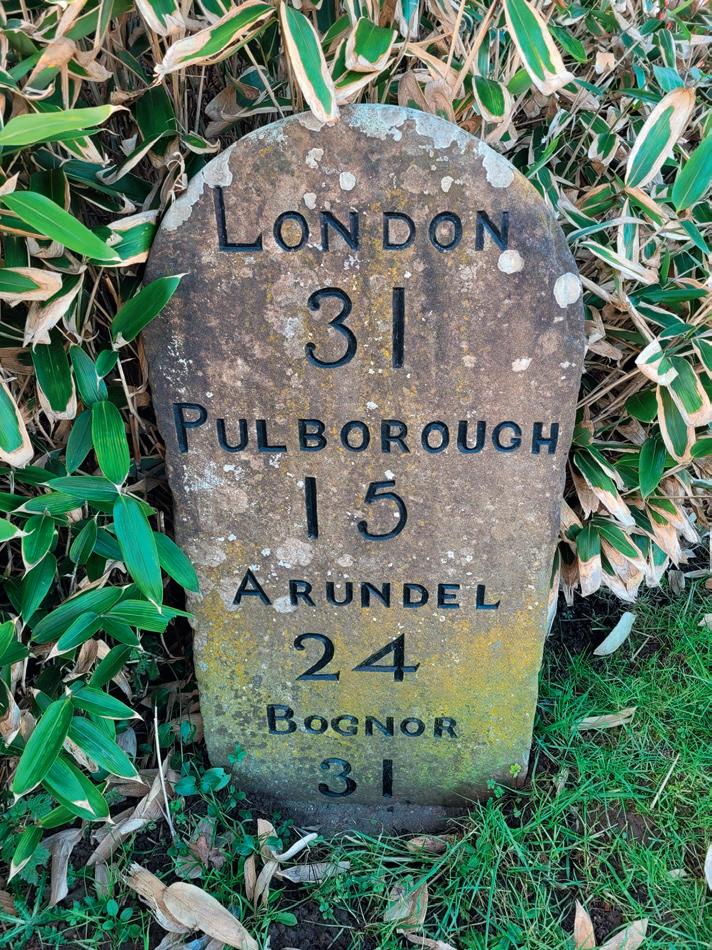 LONDON
31
PULBOROUGH
15
ARUNDEL
24
BOGNOR
31